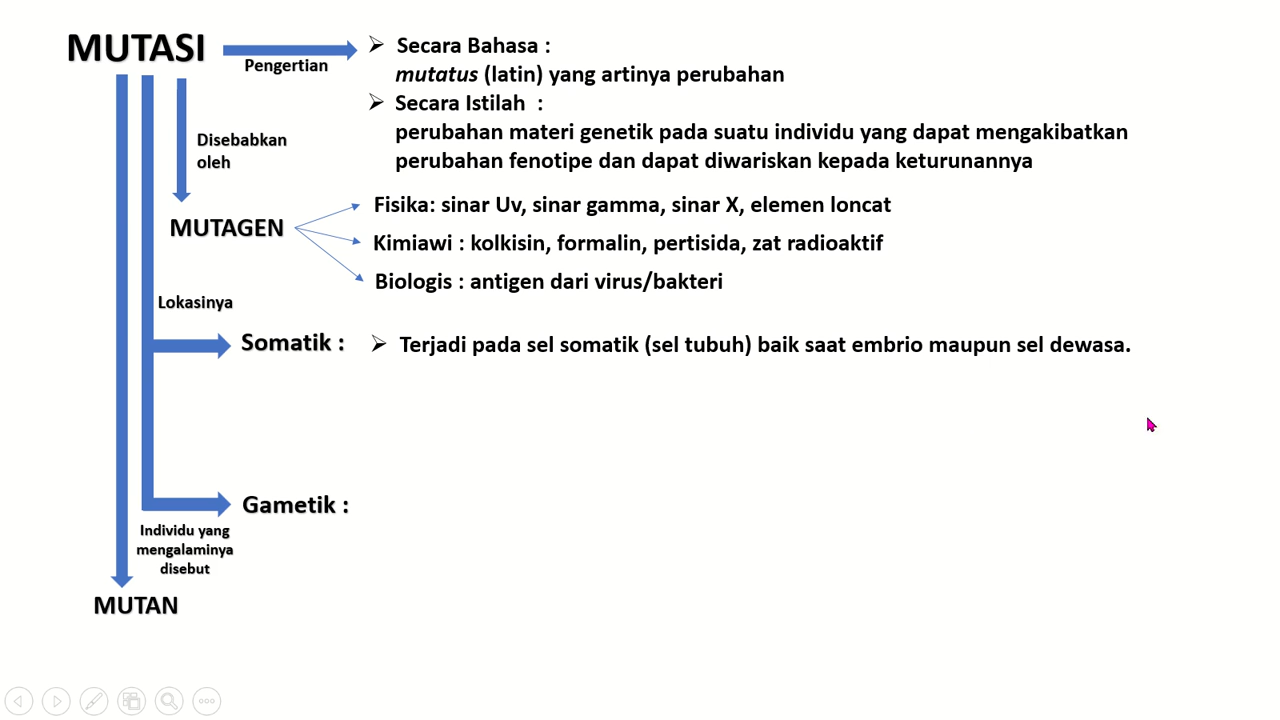 MUTASI
Pengertian
➢ Secara Bahasa :
mutatus (latin) yang artinya perubahan
➢ Secara Istilah :
perubahan materi genetik pada suatu individu yang dapat mengakibatkan
perubahan fenotipe dan dapat diwariskan kepada keturunannya
Disebabkan
oleh
MUTAGEN
Fisika: sinar Uv, sinar gamma, sinar X, elemen loncat
Kimiawi : kolkisin, formalin, pertisida, zat radioaktif
Biologis : antigen dari virus/bakteri
Lokasinya
Somatik :
➢ Terjadi pada sel somatik (sel tubuh) baik saat embrio maupun sel dewasa.
Gametik :
Individu yang
mengalaminya
disebut
MUTAN